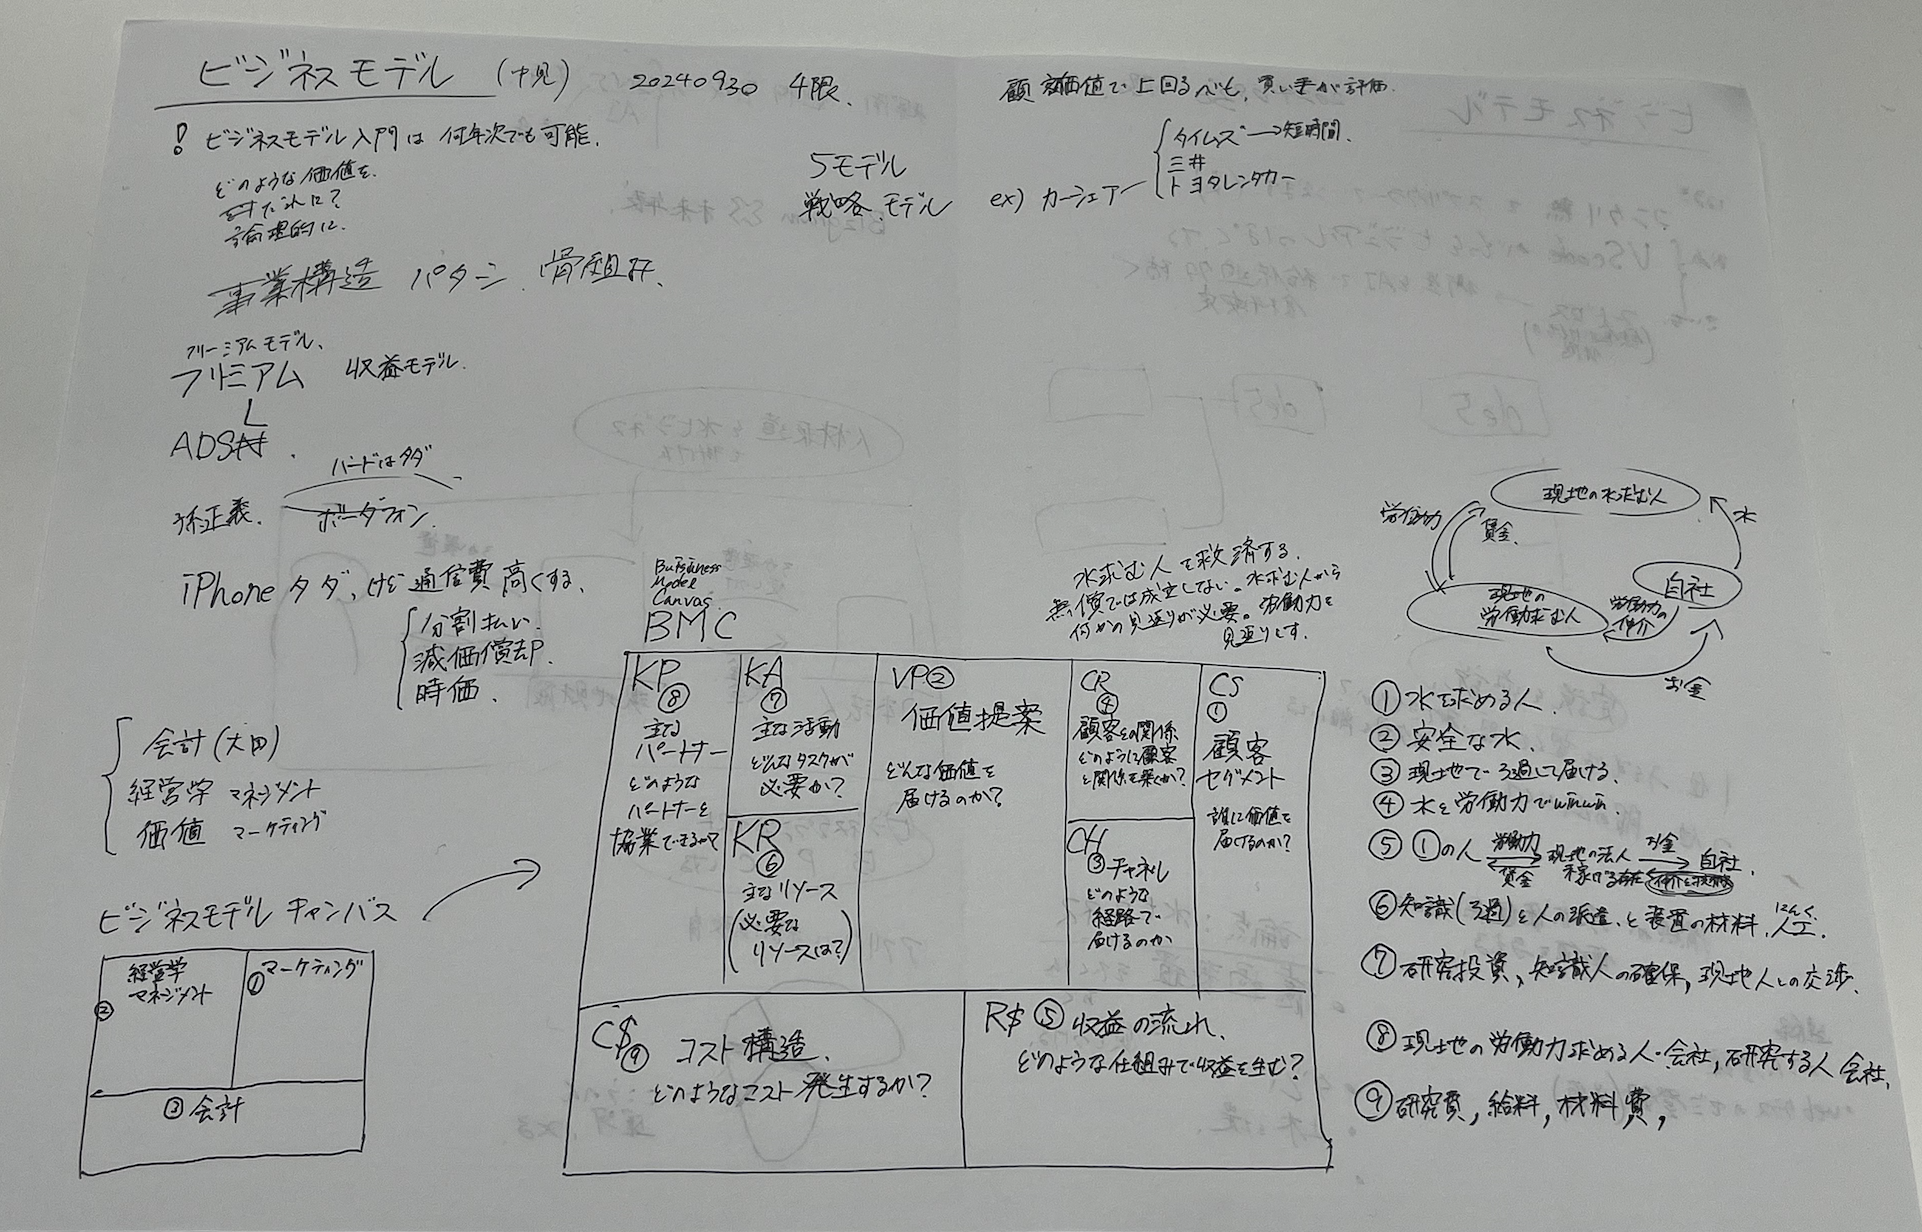 ビジネスモデル (中見) 20240930 4限.
! ビジネスモデル入門は 何年次でも可能.
どのような価値を.
だれに?
論理的に.
事業構造 パターン. 骨組み.
フリーミアムモデル、
フリミアム 収益モデル.
ADSL
ハードはタダ
孫正義. ボーダフォン.
iPhone タダ、けど通信費高くする、
分割払い.
減価償却.
時価.
会計(太田)
経営学 マネジメント
価値 マーケティング
ビジネスモデル キャンバス
経営学
マネジメント
②
①マーケティング
③会計
5モデル
戦略モデル
顧客価値で上回るべも、買い手が評価.
ex) カーシェア
タイムズ→短時間.
三井
トヨタレンタカー
Model
Canvas.
BMC
KP
⑧
主な
パートナー
どのような
パートナーと
協業できるか?
KA
⑦
主な活動
どんなタスクが
必要か?
KR
⑥
主なリソース
(必要な
リソースは?)
VP②
価値提案
どんな価値を
届けるのか?
CR
④
顧客との関係
どのように顧客
と関係を築くか?
CH
③チャネル
どのような
経路で
届けるのか
CS
①
顧客
セグメント
誰に価値を
届けるのか?
C$
⑨ コスト構造.
どのようなコスト発生するか?
R$ ⑤ 収益の流れ.
どのような仕組みで収益を生む?
水求む人を救済する.
無償では成立しない。水求む人から
何かの見返りが必要。労働力を
見返りとす.
現地の水求む人
労働力
賃金.
水
自社
現地の
労働求む人
労働力の
仲介
お金
① 水を求める人.
② 安全な水.
③ 現地でろ過して届ける.
④ 水を労働力で
⑤ ①の人 労働力 賃金 現地の法人 お金 自社.
⑥ 知識(ろ過)を人の派遣、と装置の材料, 人工.
⑦ 研究投資、知識人の確保, 現地人との交渉.
⑧ 現地の労働力求める人・会社, 研究する人 会社,
⑨ 研究費, 給料, 材料費,